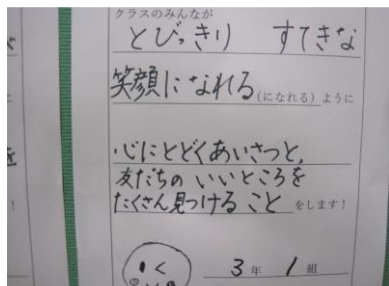 クラスのみんなが
とびっきり すてきな
笑顔になれる(になれる)ように
心にとどくあいさつと、
友だちの いいところを
たくさん見つける ことをします!
3年 1組